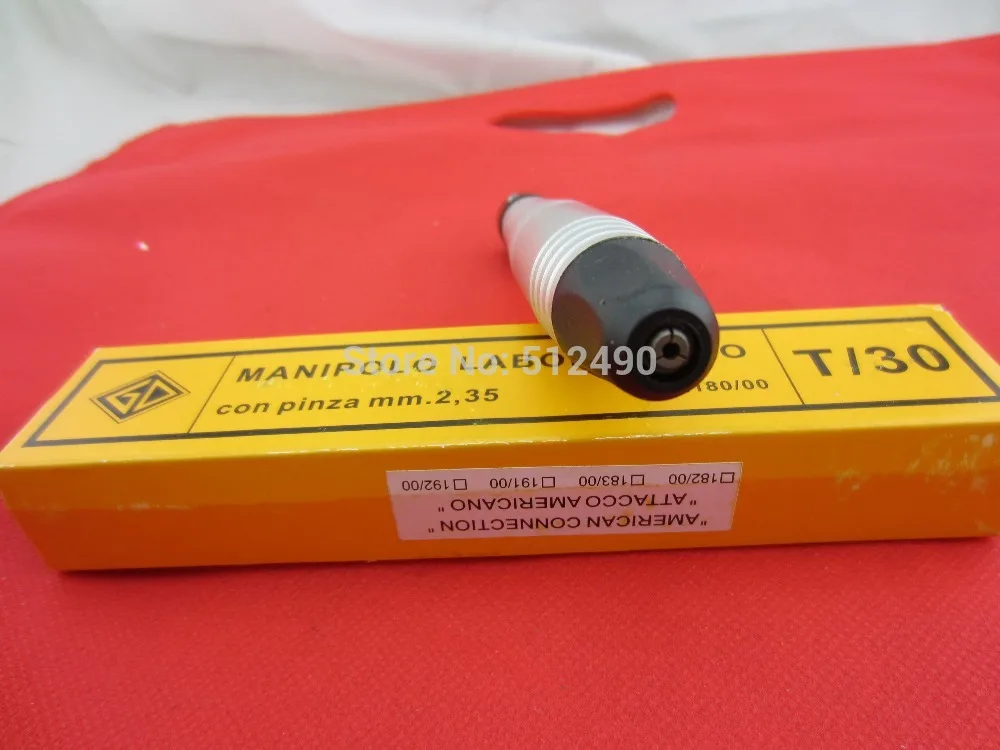 MANIPOLO LABO O
T/30
con pinza mm.2,35
180/00
Store No: 512490
"AMERICAN CONNECTION"
"ATTACCO AMERICANO"
□182/00 □183/00 □191/00 □192/00